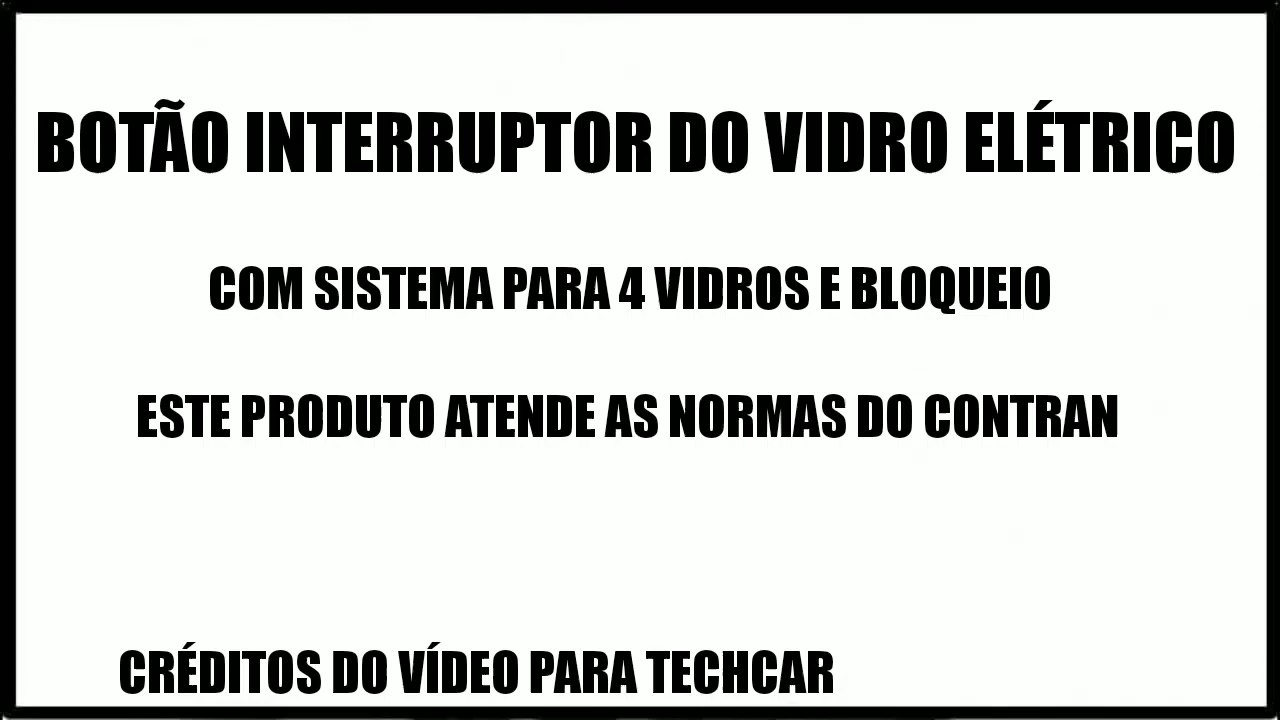 BOTÃO INTERRUPTOR DO VIDRO ELÉTRICO
COM SISTEMA PARA 4 VIDROS E BLOQUEIO
ESTE PRODUTO ATENDE AS NORMAS DO CONTRAN
CRÉDITOS DO VÍDEO PARA TECHCAR